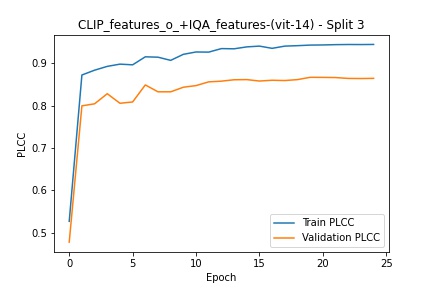 CLIP_features_o_+IQA_features-(vit-14) - Split 3
PLCC
0.9
0.8
0.7
0.6
0.5
Train PLCC
Validation PLCC
0 5 10 15 20 25
Epoch